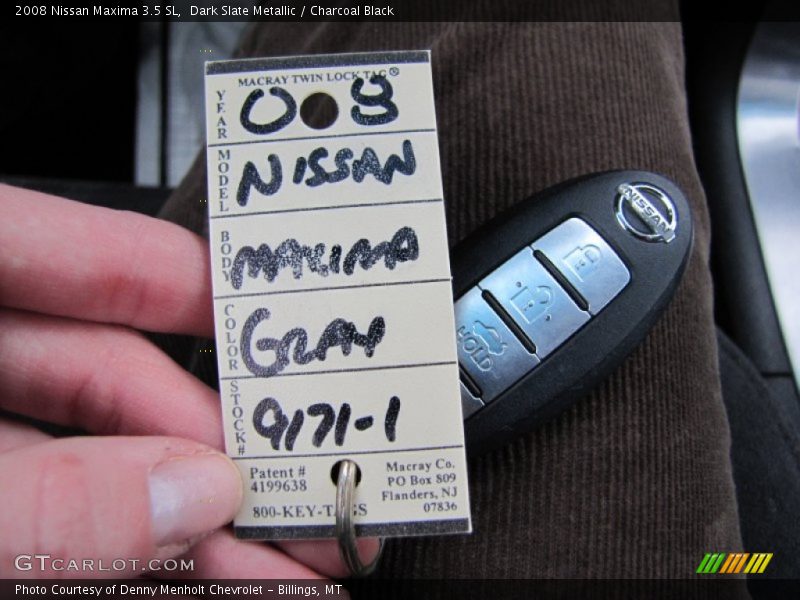 2008 Nissan Maxima 3.5 SL, Dark Slate Metallic / Charcoal Black
MACRAY TWIN LOCK TAG®
YEAR 08
MODEL NISSAN
BODY MAXIMA
COLOR GRAY
STOCK# 9171-1
Patent #
4199638
800-KEY-TAGS
Macray Co.
PO Box 809
Flanders, NJ
07836
NISSAN
HOLD
GTCARLOT.COM
Photo Courtesy of Denny Menholt Chevrolet - Billings, MT